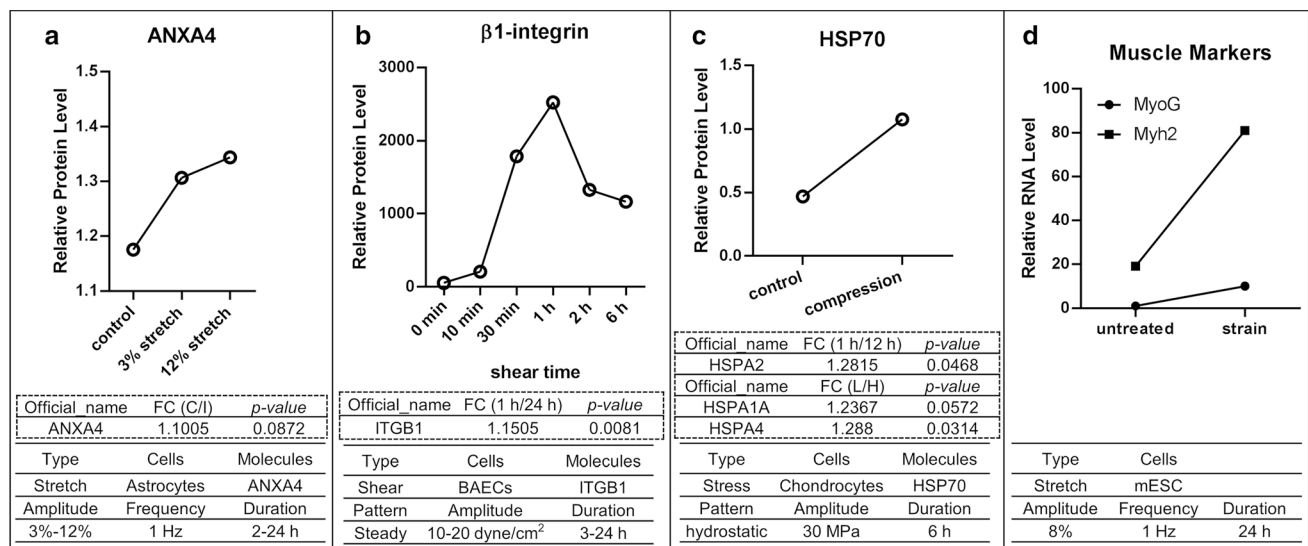 a ANXA4
Relative Protein Level
1.5
1.4
1.3
1.2
1.1
control
3% stretch
12% stretch
Official_name FC (C/I) p-value
ANXA4 1.1005 0.0872
Type Cells Molecules
Stretch Astrocytes ANXA4
Amplitude Frequency Duration
3%-12% 1 Hz 2-24 h
b β1-integrin
Relative Protein Level
3000
2000
1000
0
0 min
10 min
30 min
1 h
2 h
6 h
shear time
Official_name FC (1 h/24 h) p-value
ITGB1 1.1505 0.0081
Type Cells Molecules
Shear BAECs ITGB1
Pattern Amplitude Duration
Steady 10-20 dyne/cm² 3-24 h
c HSP70
Relative Protein Level
1.5
1.0
0.5
0.0
control
compression
Official_name FC (1 h/12 h) p-value
HSPA2 1.2815 0.0468
Official_name FC (L/H) p-value
HSPA1A 1.2367 0.0572
HSPA4 1.288 0.0314
Type Cells Molecules
Stress Chondrocytes HSP70
Pattern Amplitude Duration
hydrostatic 30 MPa 6 h
d Muscle Markers
Relative RNA Level
100
80
60
40
20
0
MyoG
Myh2
untreated strain
Type Cells
Stretch mESC
Amplitude Frequency Duration
8% 1 Hz 24 h